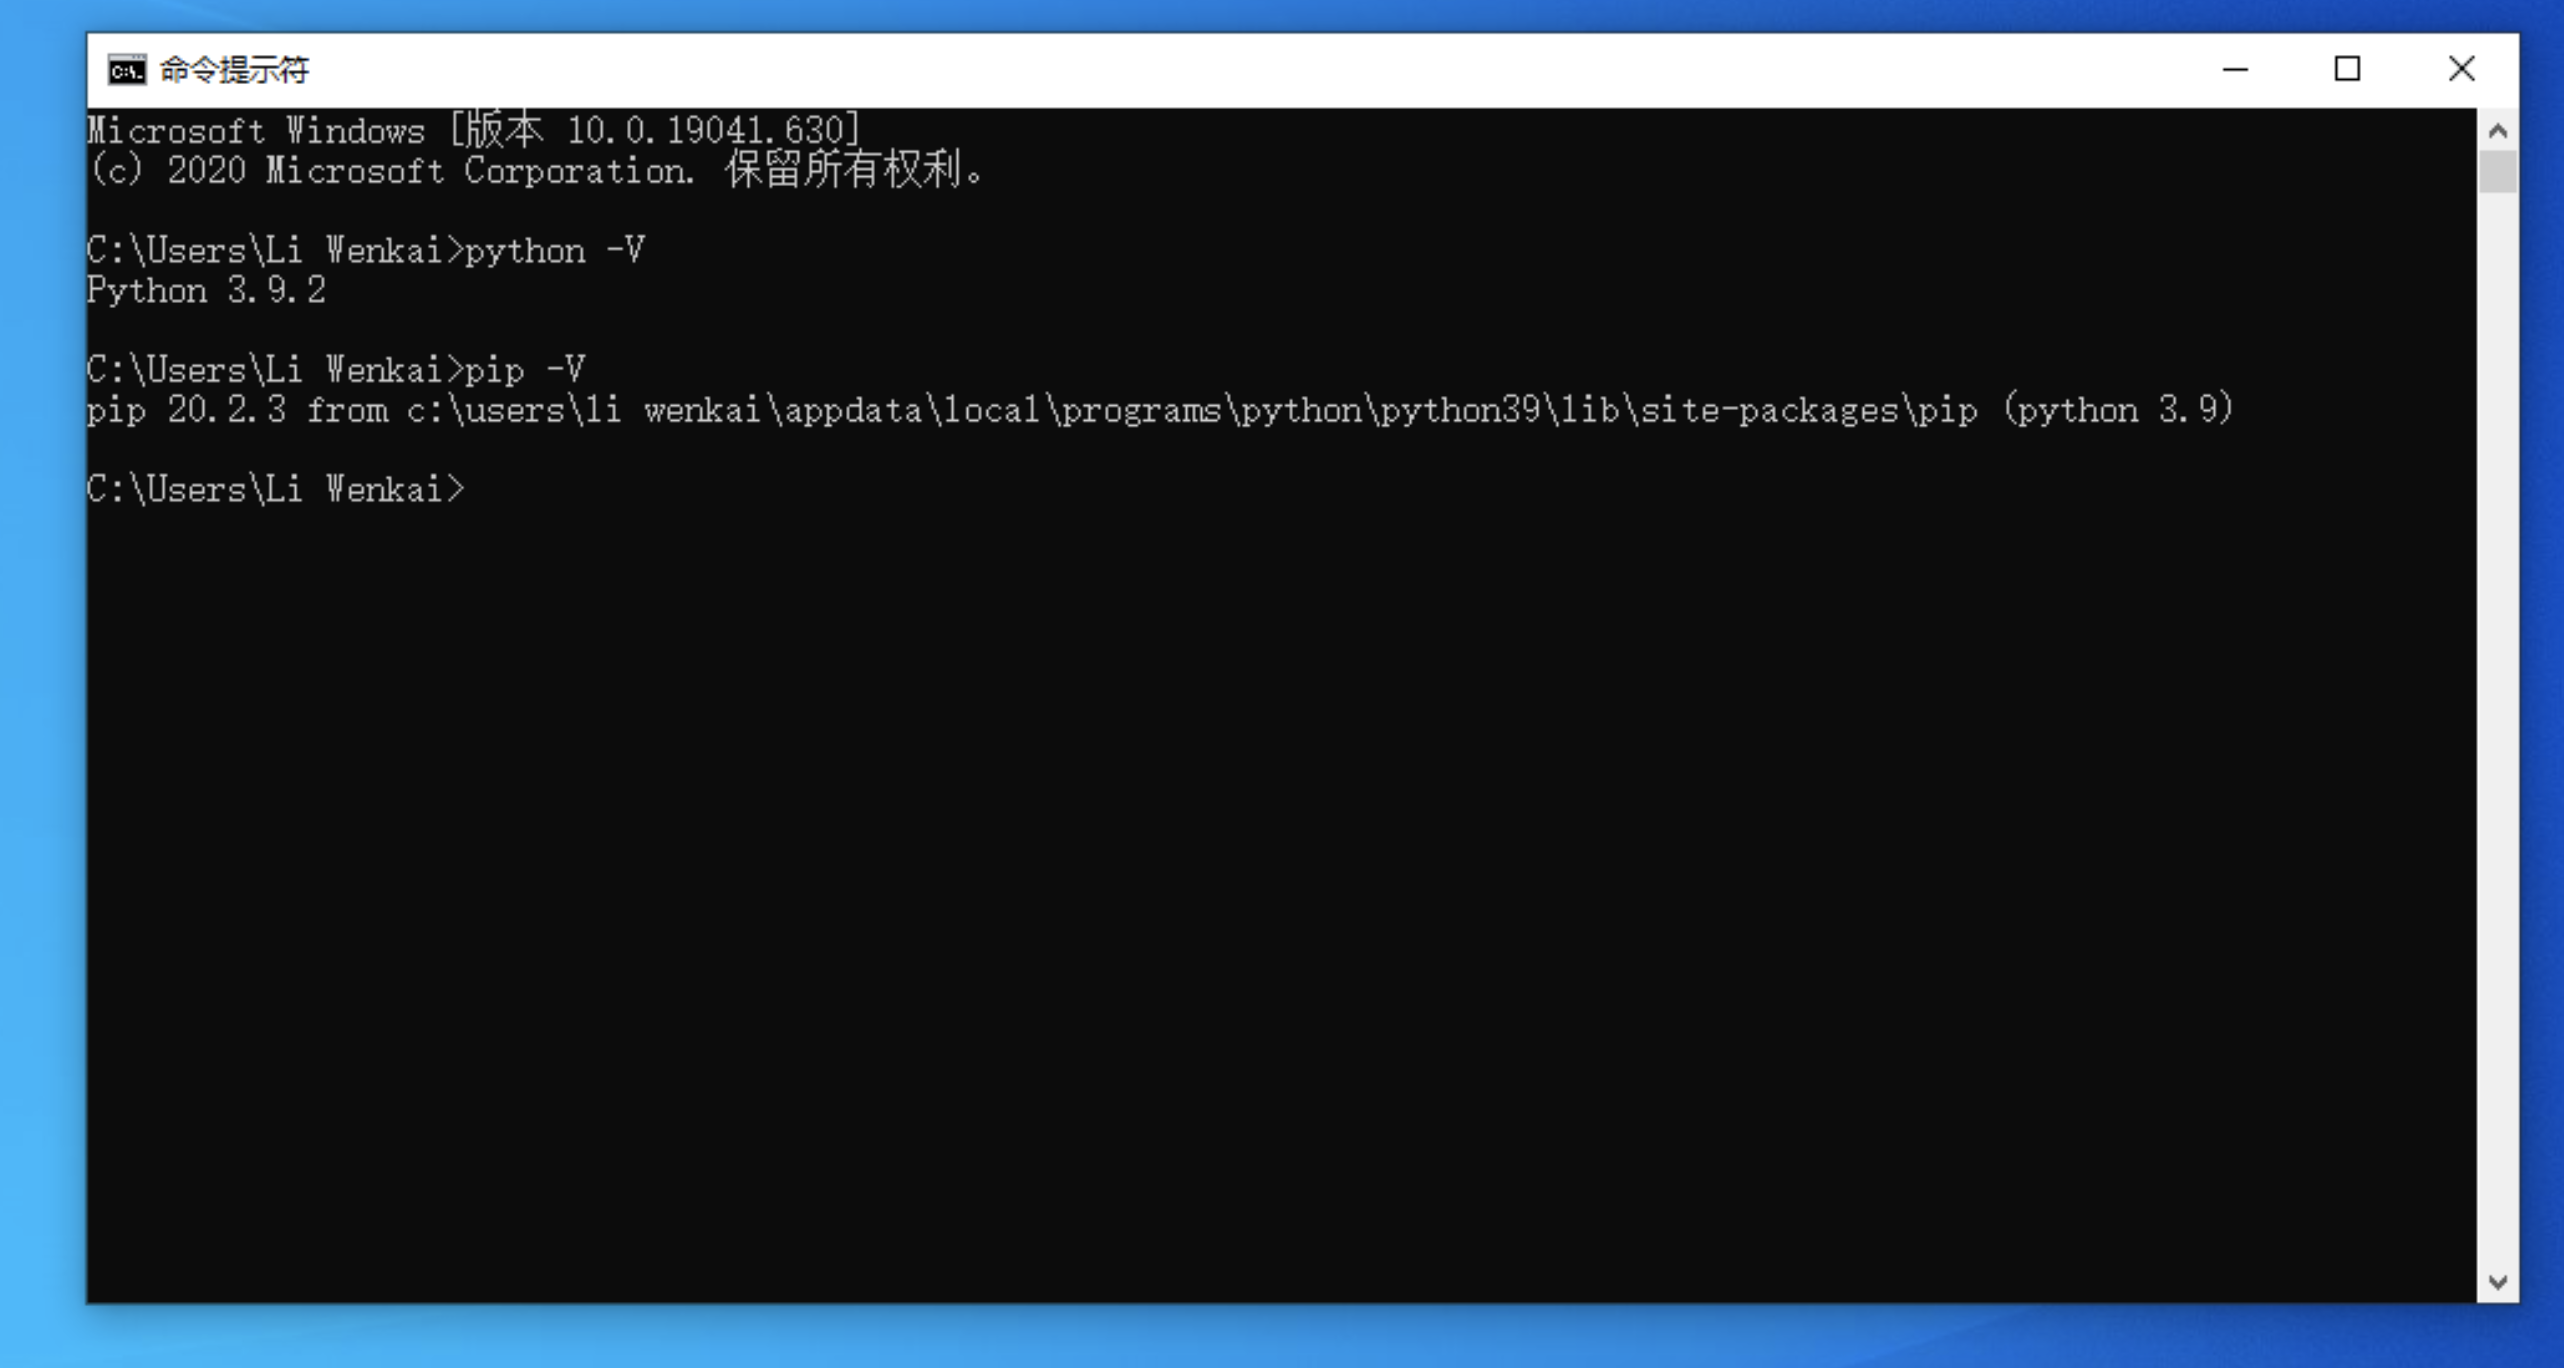 命令提示符
Microsoft Windows [版本 10.0.19041.630]
(c) 2020 Microsoft Corporation. 保留所有权利。
C:\Users\Li Wenkai>python -V
Python 3.9.2
C:\Users\Li Wenkai>pip -V
pip 20.2.3 from c:\users\li wenkai\appdata\local\programs\python\python39\lib\site-packages\pip (python 3.9)
C:\Users\Li Wenkai>